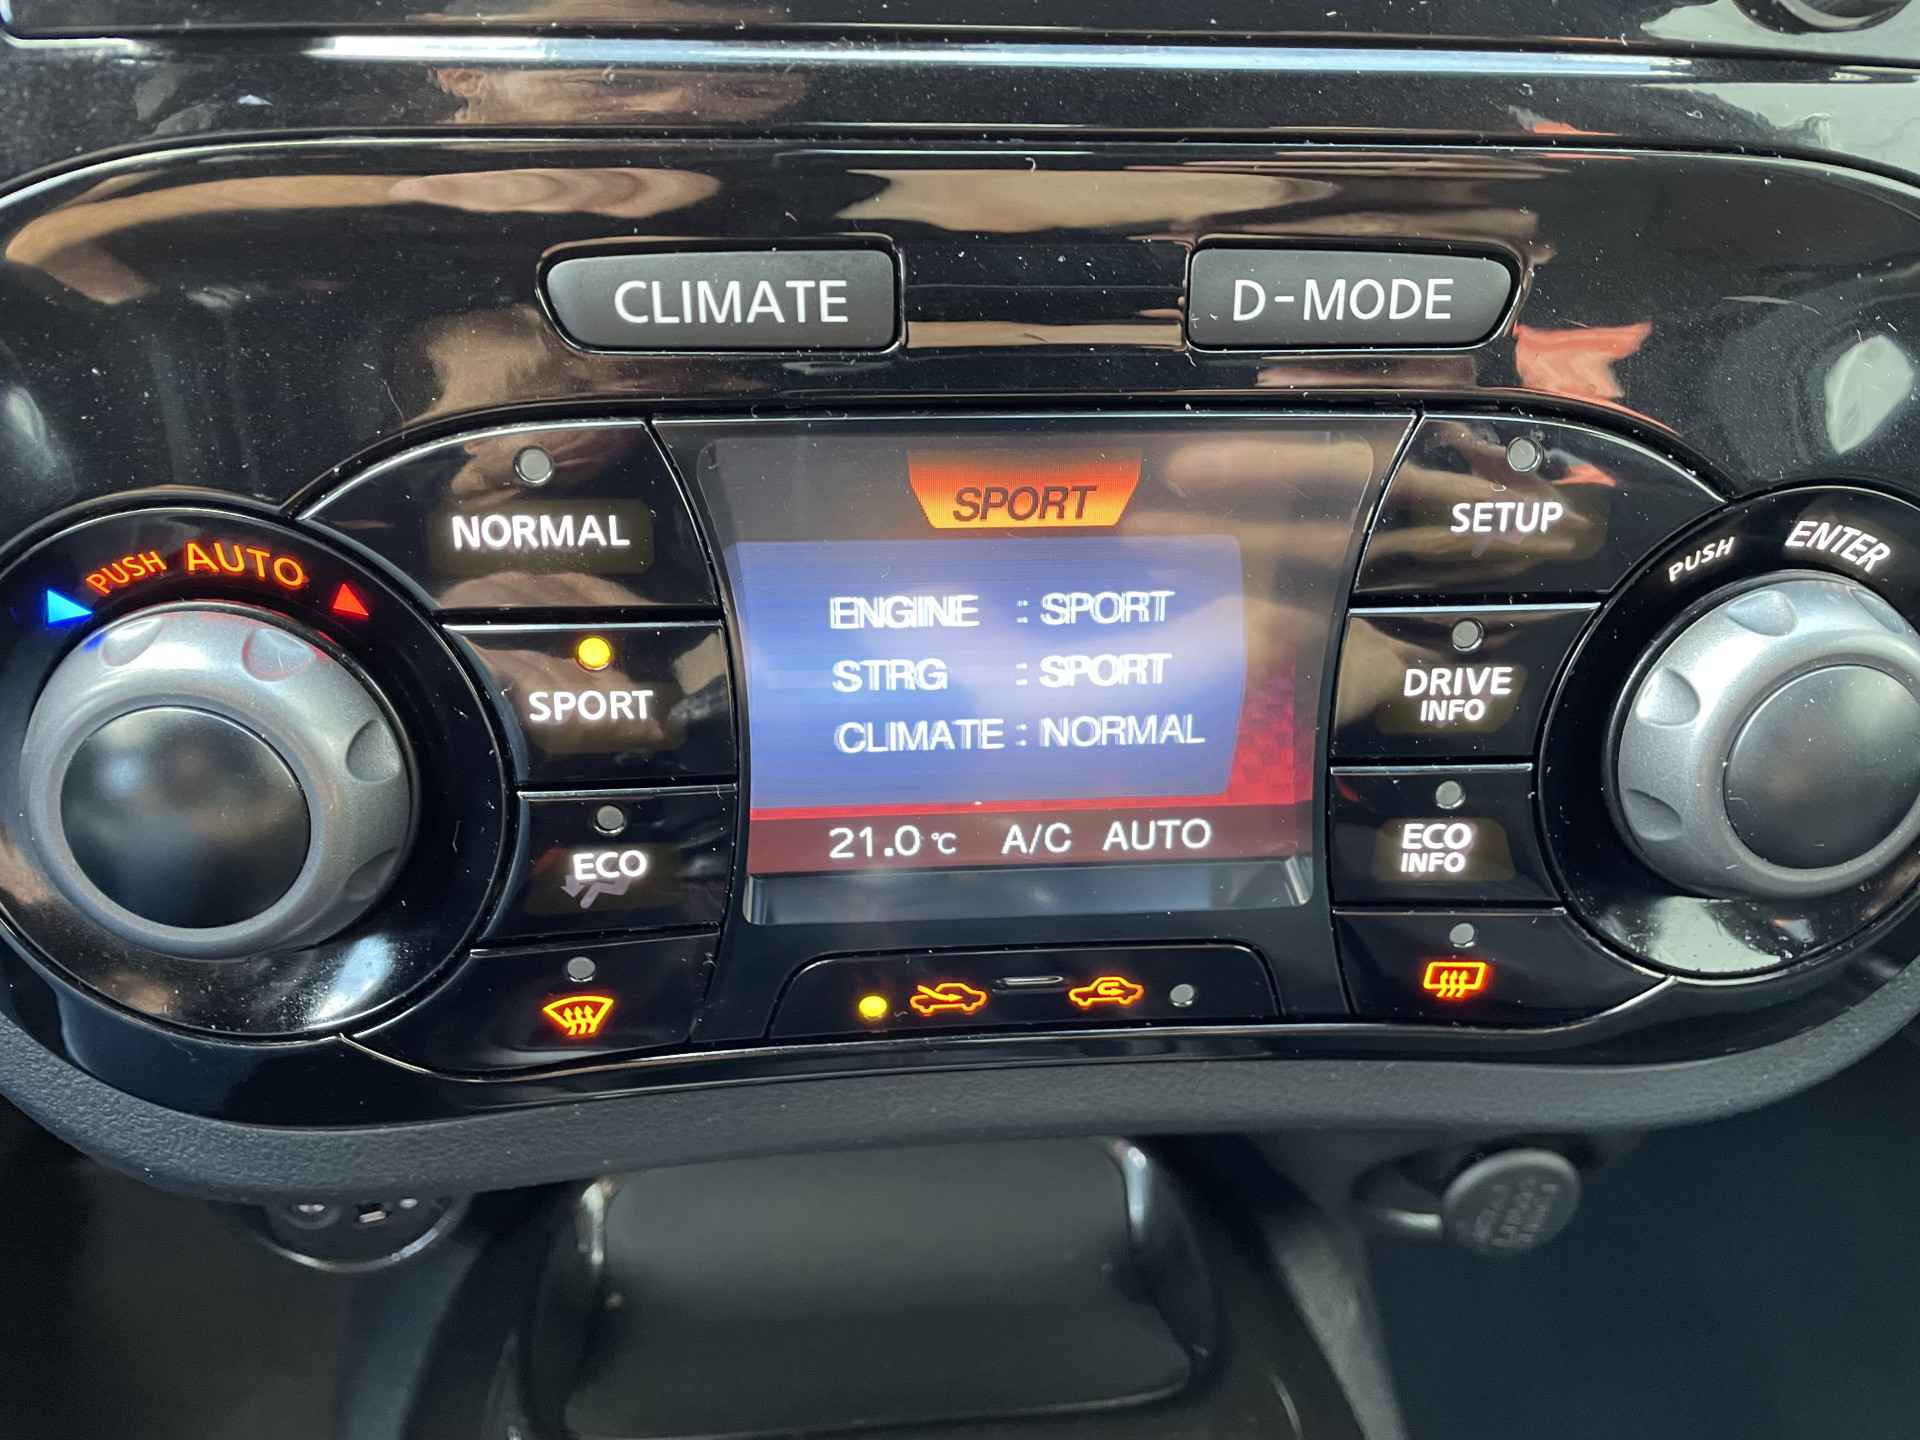 CLIMATE
D-MODE
NORMAL
SPORT
SETUP
PUSH AUTO
PUSH ENTER
ENGINE : SPORT
STRG : SPORT
CLIMATE : NORMAL
SPORT
DRIVE
INFO
21.0 °C A/C AUTO
ECO
ECO
INFO